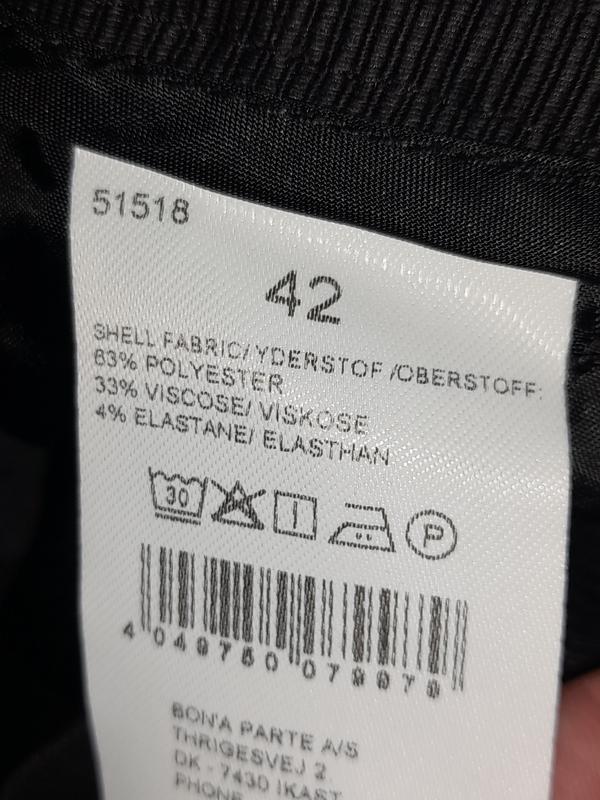 51518
42
SHELL FABRIC/ YDERSTOF /OBERSTOFF:
63% POLYESTER
33% VISCOSE/ VISKOSE
4% ELASTANE/ ELASTHAN
30 P
BON'A PARTE A/S
THRIGESVEJ 2
DK - 7430 IKAST
PHONE